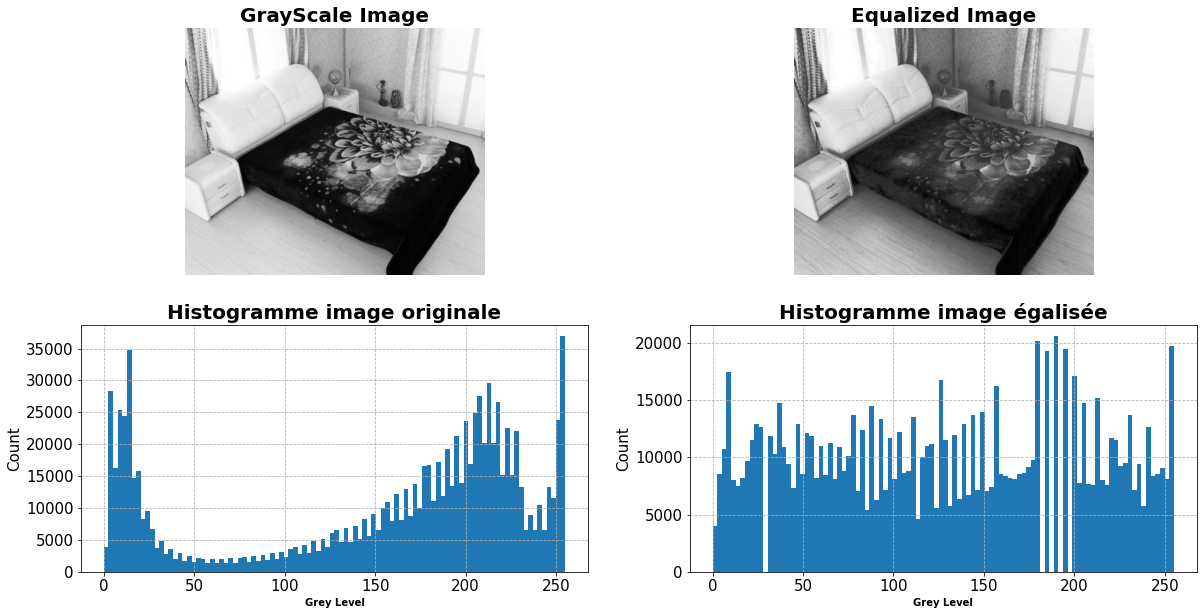 GrayScale Image
Equalized Image
Histogramme image originale
Histogramme image égalisée
35000
30000
25000
20000
15000
10000
5000
0
Count
0 50 100 150 200 250
Grey Level
20000
15000
10000
5000
0
Count
0 50 100 150 200 250
Grey Level